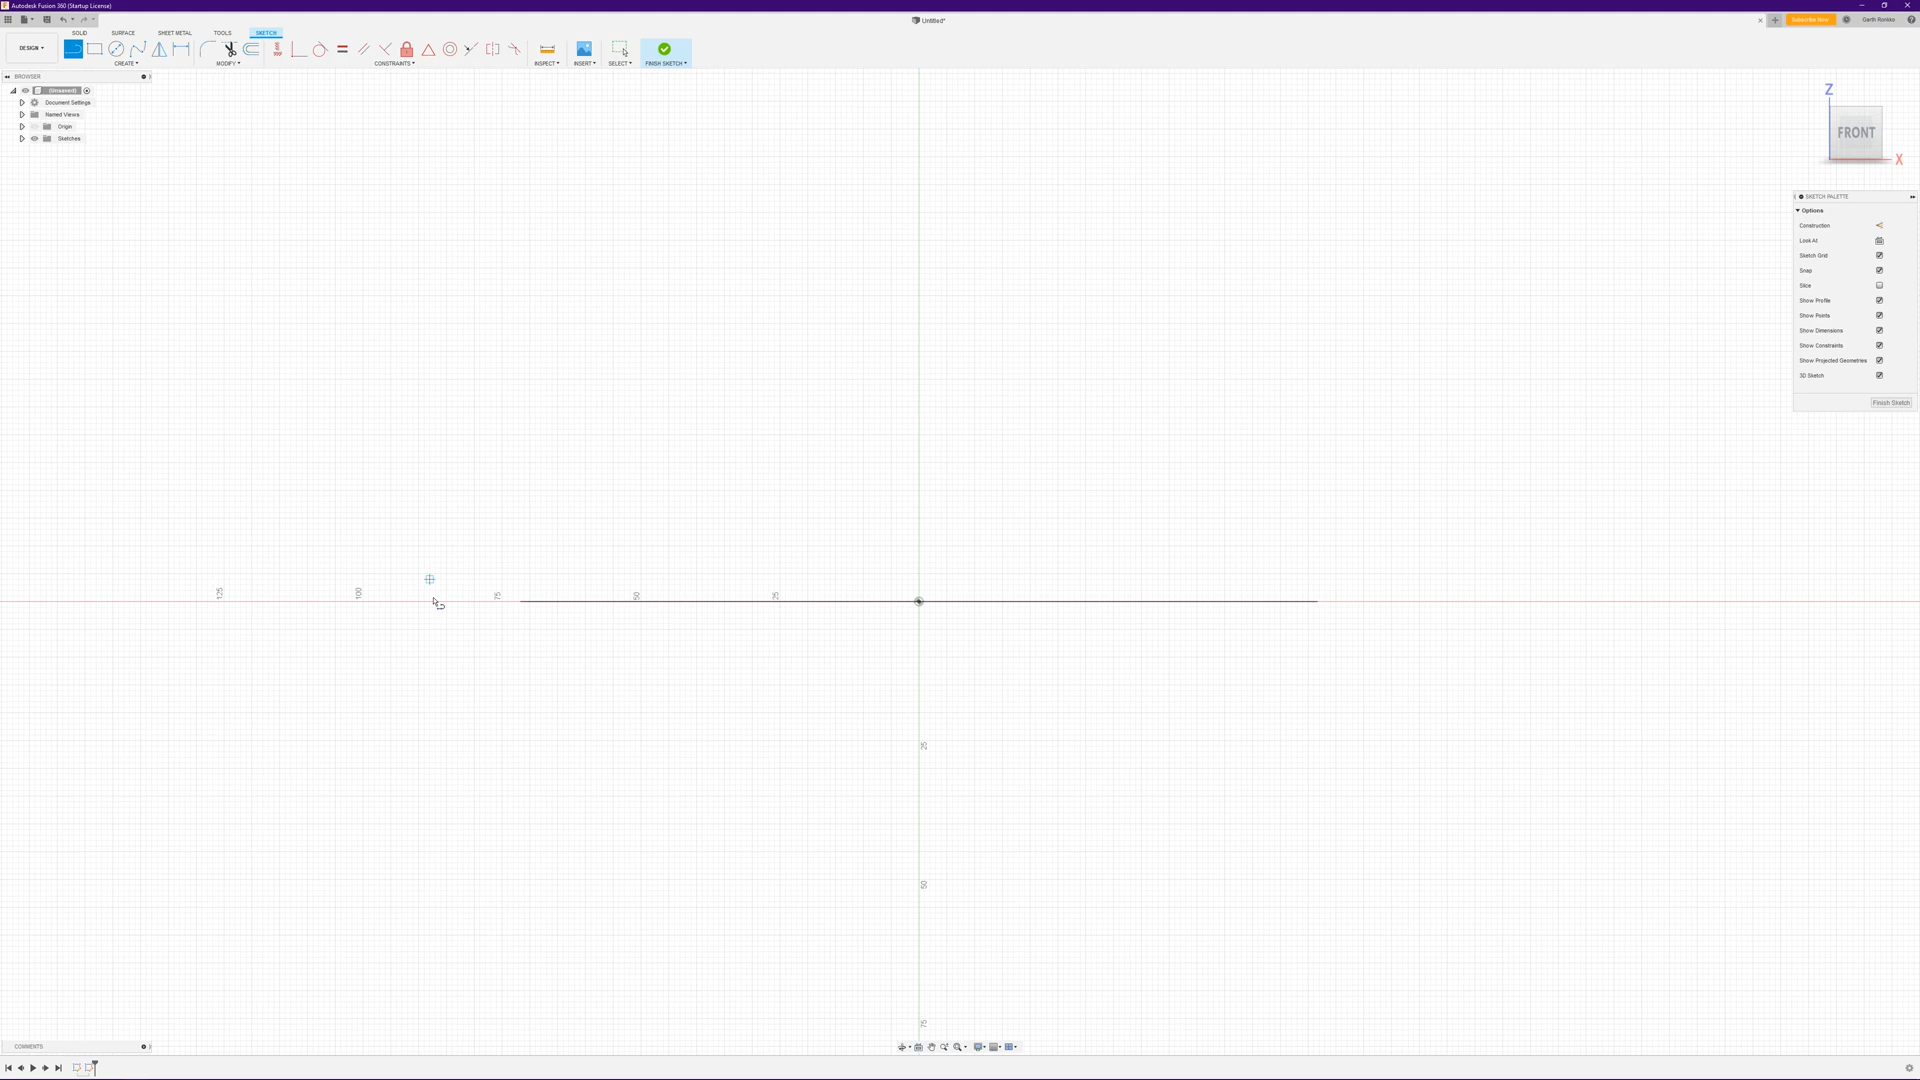 Autodesk Fusion 360 (Startup License)
Untitled*
Subscribe Now
Garth Ronkko
DESIGN
SOLID
SURFACE
SHEET METAL
TOOLS
SKETCH
CREATE
MODIFY
CONSTRAINTS
INSPECT
INSERT
SELECT
FINISH SKETCH
BROWSER
(Unsaved)
Document Settings
Named Views
Origin
Sketches
Z
FRONT
X
SKETCH PALETTE
Options
Construction
Look At
Sketch Grid
Snap
Slice
Show Profile
Show Points
Show Dimensions
Show Constraints
Show Projected Geometries
3D Sketch
Finish Sketch
125
100
75
50
25
25
50
75
COMMENTS